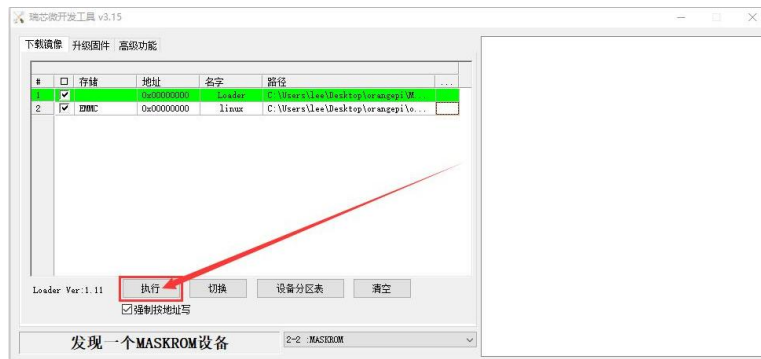 瑞芯微开发工具 v3.15
下载镜像 升级固件 高级功能
# 存储 地址 名字 路径 ...
1 0x00000000 Loader C:\Users\lee\Desktop\orangepi\M...
2 EMMC 0x00000000 linux C:\Users\lee\Desktop\orangepi\o...
Loader Ver:1.11 执行 切换 设备分区表 清空
强制按地址写
发现一个MASKROM设备 2-2 :MASKROM